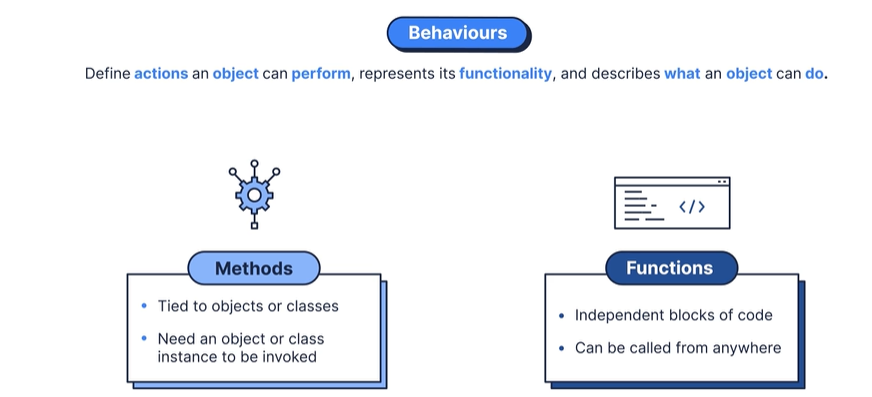 Behaviours
Define actions an object can perform, represents its functionality, and describes what an object can do.
</>
Methods
• Tied to objects or classes
• Need an object or class
instance to be invoked
Functions
• Independent blocks of code
• Can be called from anywhere